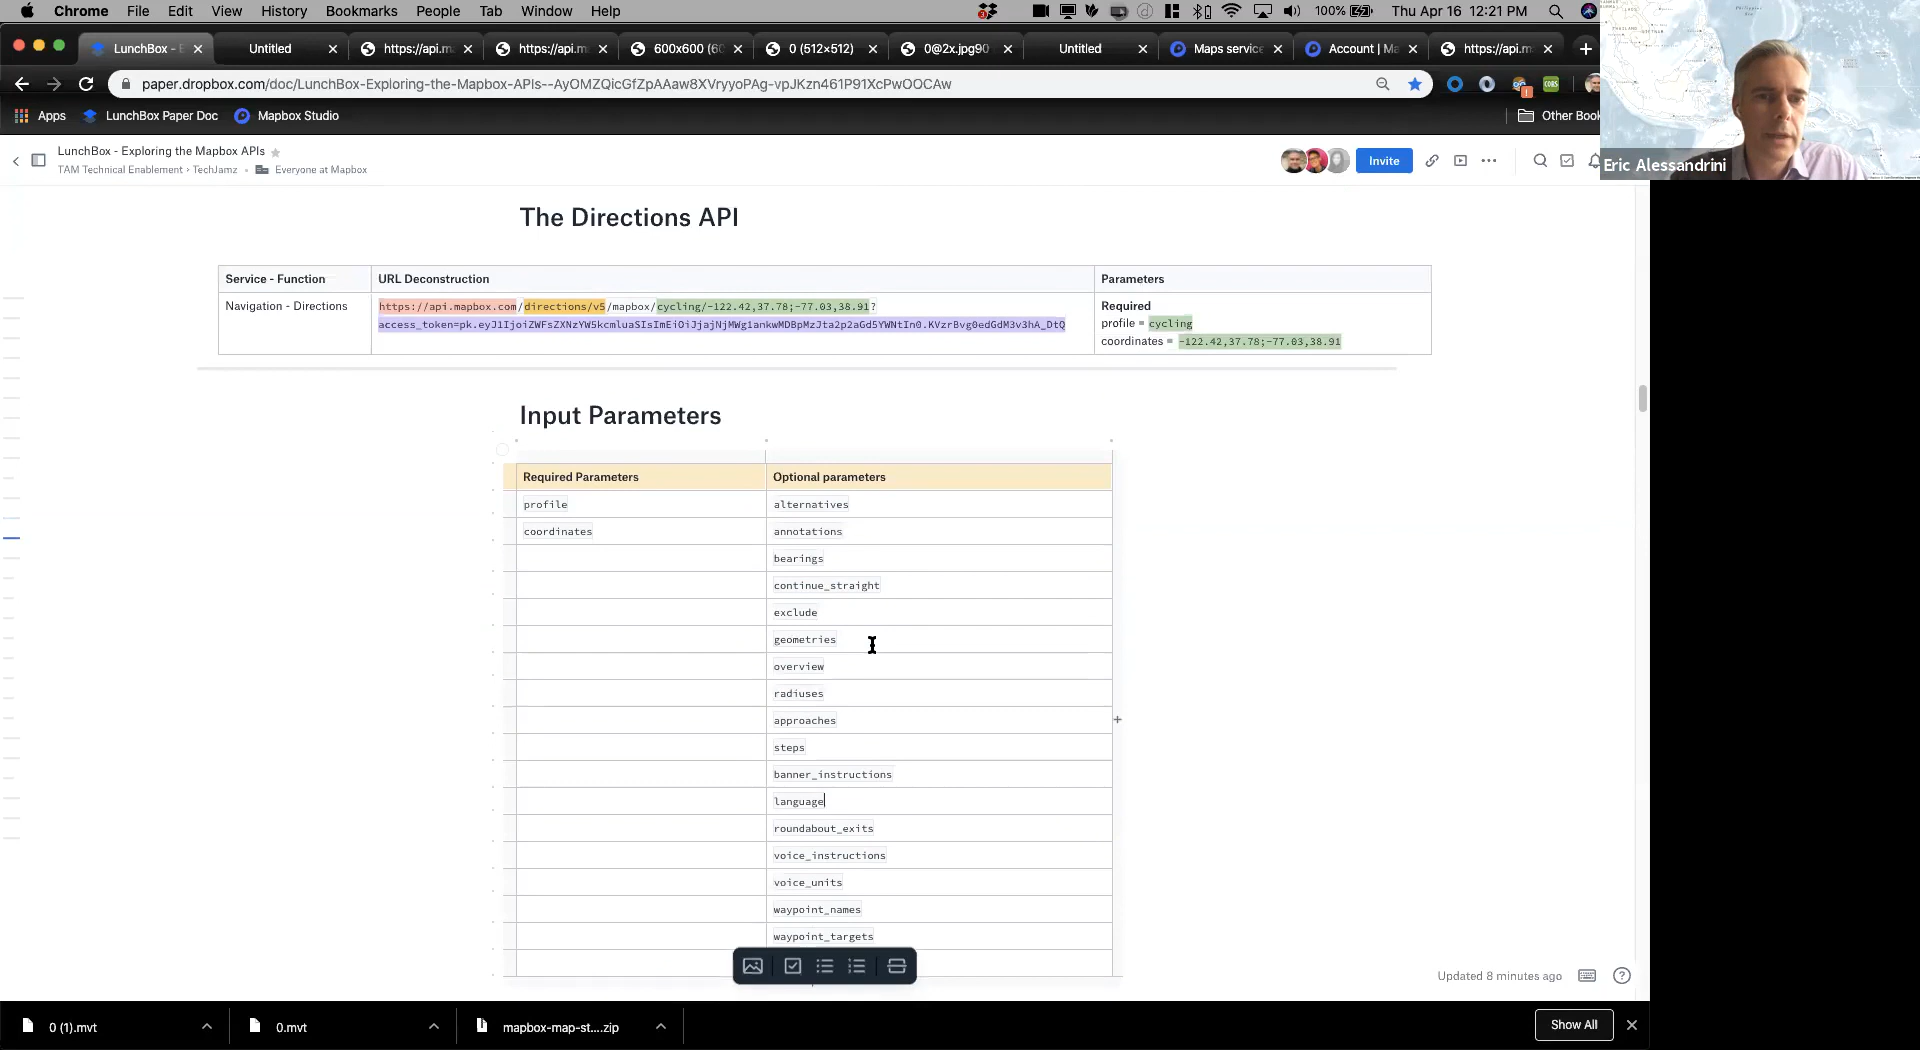 Chrome File Edit View History Bookmarks People Tab Window Help 100% Thu Apr 16 12:21 PM
LunchBox - E Untitled https://api.m https://api.m 600x600 (60 0 (512×512) 0@2x.jpg90 Untitled Maps service Account | Ma https://api.m
paper.dropbox.com/doc/LunchBox-Exploring-the-Mapbox-APIs--AyOMZQicGfZpAAaw8XVryyoPAg-vpJKzn461P91XcPwOOCAw
Apps LunchBox Paper Doc Mapbox Studio Other Book
Eric Alessandrini
LunchBox - Exploring the Mapbox APIs
TAM Technical Enablement › TechJamz • Everyone at Mapbox
Invite
The Directions API
Service - Function URL Deconstruction Parameters
Navigation - Directions https://api.mapbox.com/directions/v5/mapbox/cycling/-122.42,37.78;-77.03,38.91? Required
profile = cycling
access_token=pk.eyJ1IjoiZWFsZXNzYW5kcmluaSIsImEiOiJjajNjMWg1ankwMDBpMzJta2p2aGd5YWNtIn0.KVzrBvg0edGdM3v3hA_DtQ
coordinates = -122.42,37.78;-77.03,38.91
Input Parameters
Required Parameters Optional parameters
profile alternatives
coordinates annotations
bearings
continue_straight
exclude
geometries
overview
radiuses
approaches
steps
banner_instructions
language
roundabout_exits
voice_instructions
voice_units
waypoint_names
waypoint_targets
Updated 8 minutes ago
0 (1).mvt 0.mvt mapbox-map-st....zip Show All